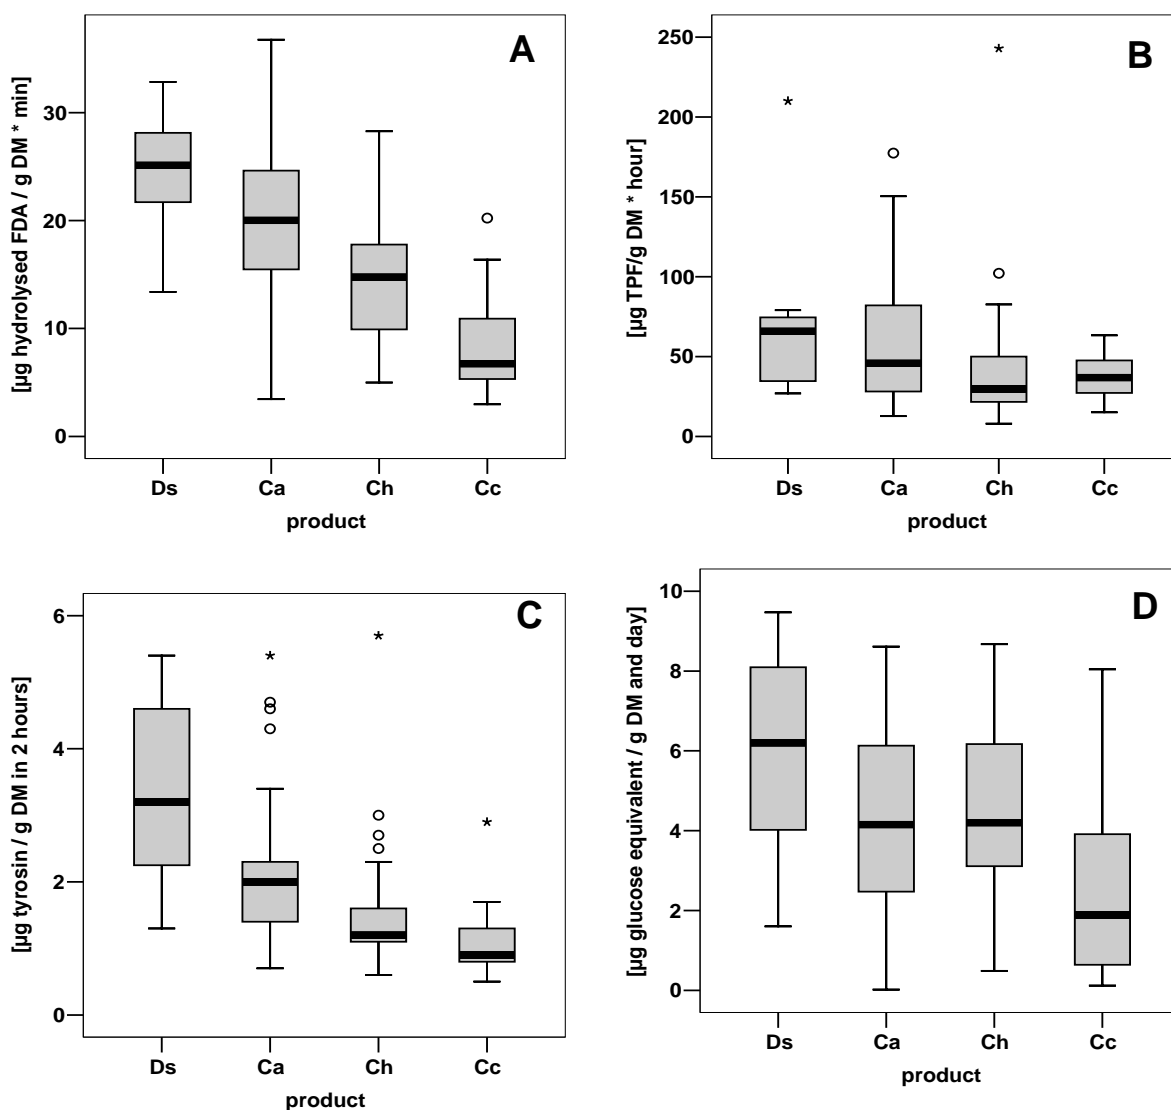 A
[µg hydrolysed FDA / g DM * min]
30
20
10
0
Ds Ca Ch Cc
product
B
[µg TPF/g DM * hour]
250
200
150
100
50
0
Ds Ca Ch Cc
product
C
[µg tyrosin / g DM in 2 hours]
6
4
2
0
Ds Ca Ch Cc
product
D
[µg glucose equivalent / g DM and day]
10
8
6
4
2
0
Ds Ca Ch Cc
product